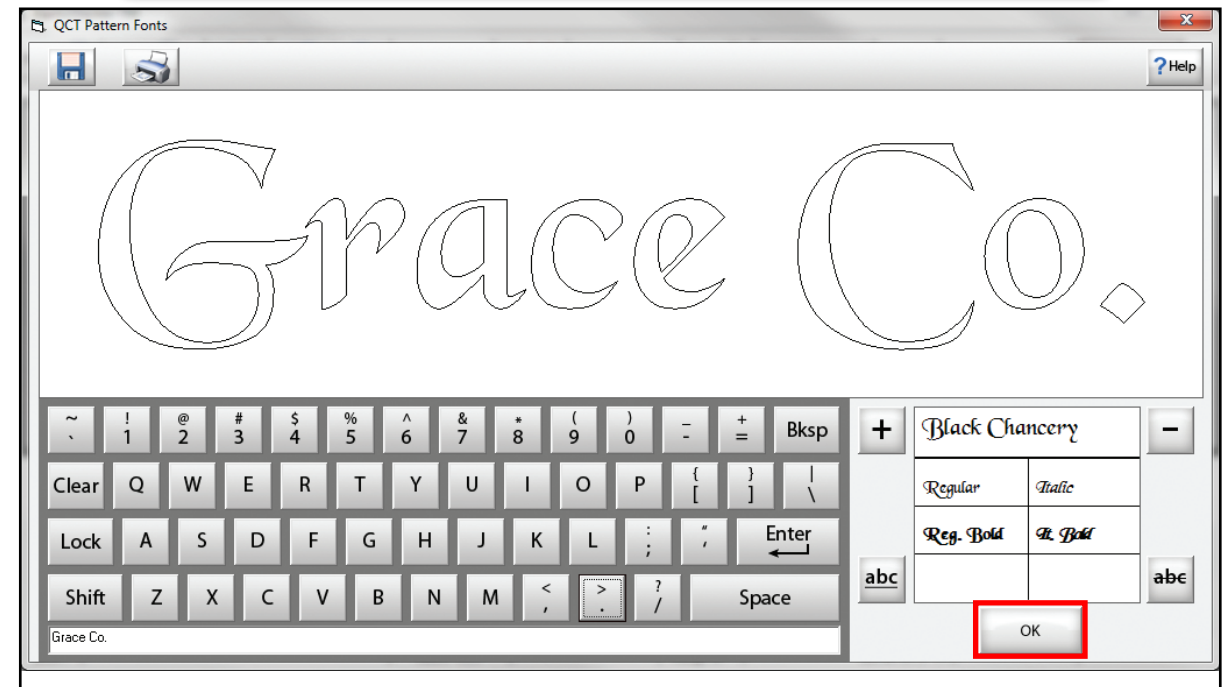 QCT Pattern Fonts
? Help
Grace Co.
~ ! @ # $ % ^ & * ( ) _ +
` 1 2 3 4 5 6 7 8 9 0 - = Bksp
+ Black Chancery -
Clear Q W E R T Y U I O P { } |
[ ] \
Regular Italic
Lock A S D F G H J K L : " Enter
; '
Reg. Bold It. Bold
Shift Z X C V B N M < > ? Space
, . /
abc abc
Grace Co.
OK